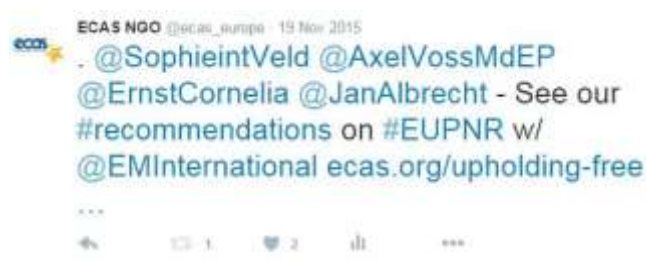 ECAS NGO @ecas_europe · 19 Nov 2015
ecas
. @SophieintVeld @AxelVossMdEP
@ErnstCornelia @JanAlbrecht - See our
#recommendations on #EUPNR w/
@EMInternational ecas.org/upholding-free
...
1 2